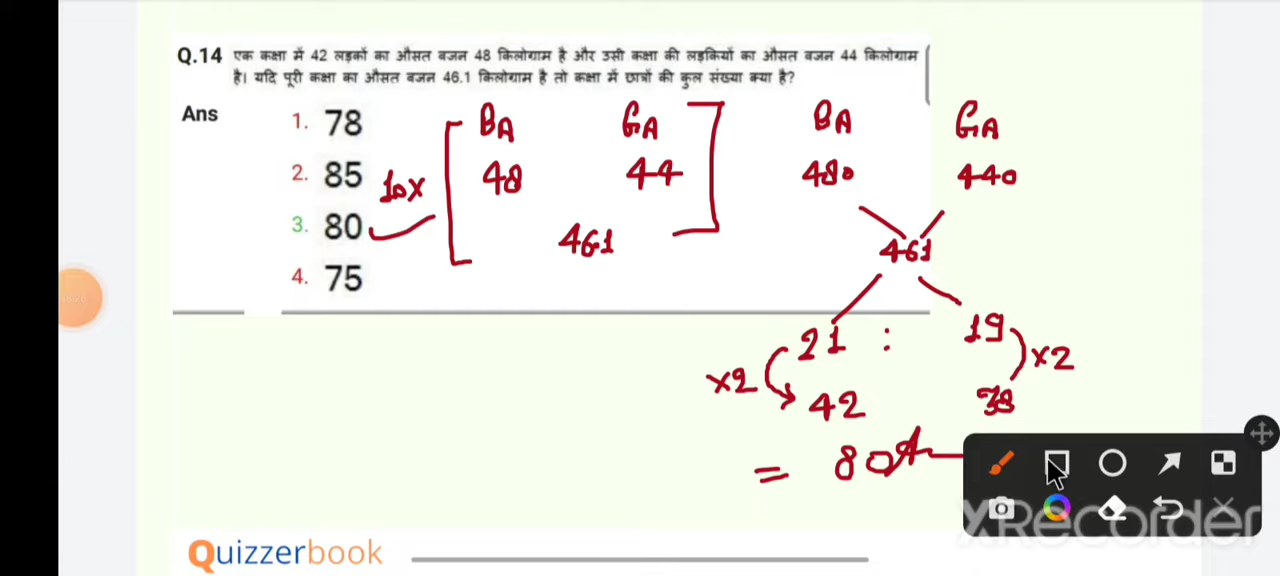 Q.14 एक कक्षा में 42 लड़कों का औसत वजन 48 किलोग्राम है और उसी कक्षा की लड़कियों का औसत वजन 44 किलोग्राम
है। यदि पूरी कक्षा का औसत वजन 46.1 किलोग्राम है तो कक्षा में छात्रों की कुल संख्या क्या है?
Ans
1. 78
2. 85
3. 80
4. 75
10x
BA GA
48 44
461
BA GA
480 440
461
21 : 19
x2 x2
42 38
= 80
XRecorder
Quizzerbook